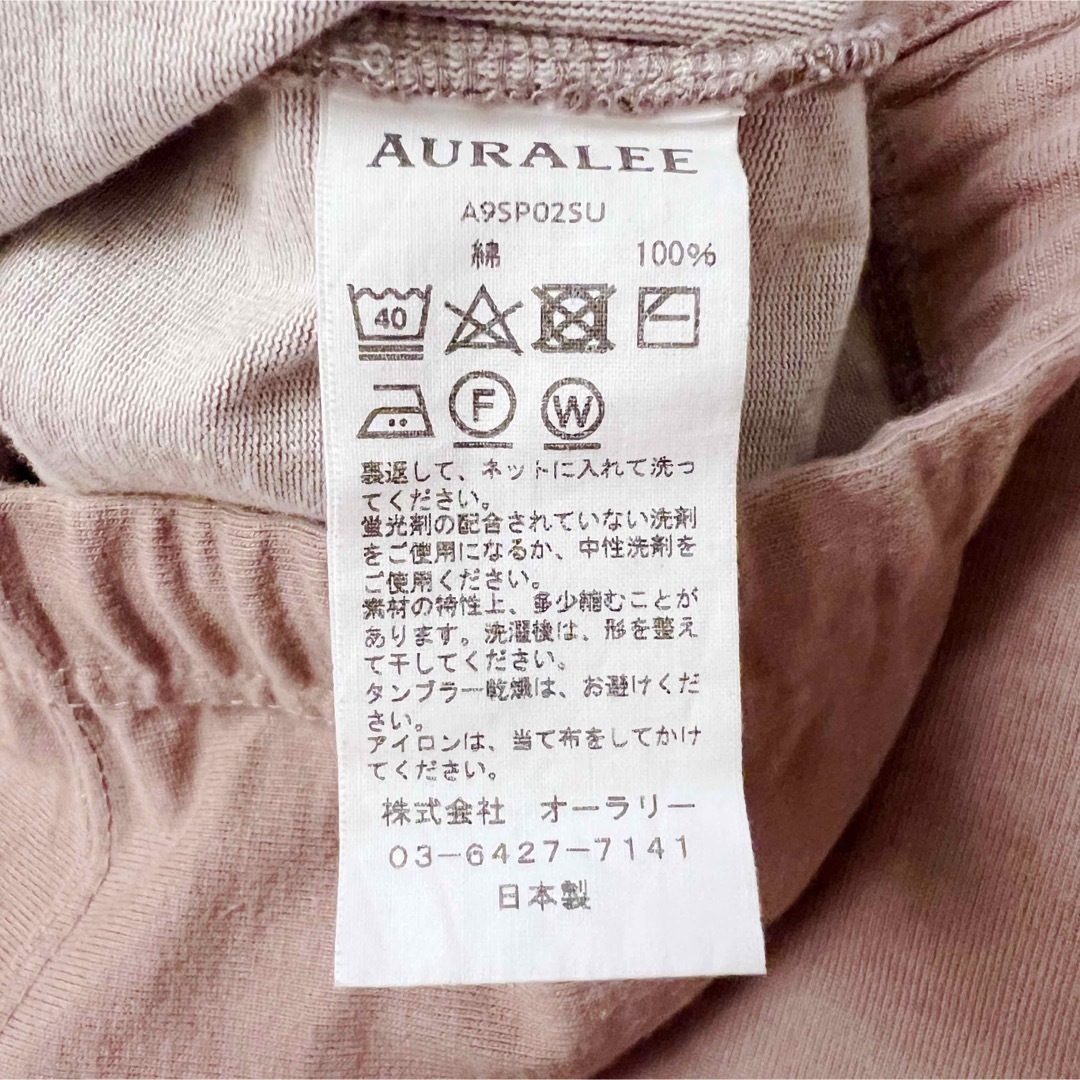 AURALEE
A9SP02SU
綿 100%
40
F W
裏返して、ネットに入れて洗っ
てください。
蛍光剤の配合されていない洗剤
をご使用になるか、中性洗剤を
ご使用ください。
素材の特性上、多少縮むことが
あります。洗濯後は、形を整え
て干してください。
タンブラー乾燥は、お避けくだ
さい。
アイロンは、当て布をしてかけ
てください。
株式会社 オーラリー
03-6427-7141
日本製